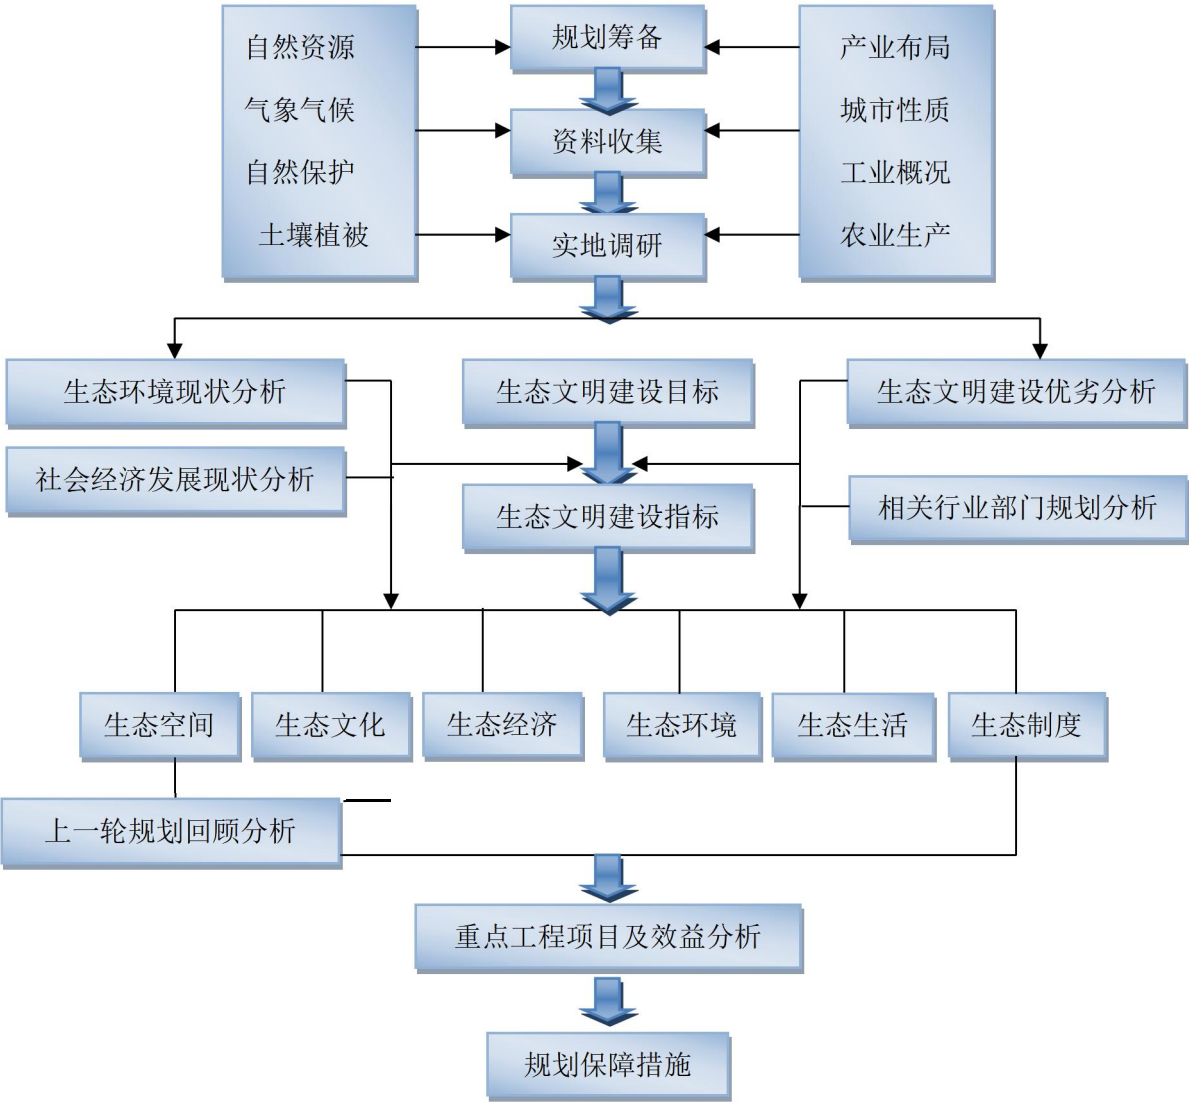 自然资源
气象气候
自然保护
土壤植被
规划筹备
资料收集
实地调研
产业布局
城市性质
工业概况
农业生产
生态环境现状分析
社会经济发展现状分析
生态文明建设目标
生态文明建设指标
生态文明建设优劣分析
相关行业部门规划分析
生态空间
生态文化
生态经济
生态环境
生态生活
生态制度
上一轮规划回顾分析
重点工程项目及效益分析
规划保障措施